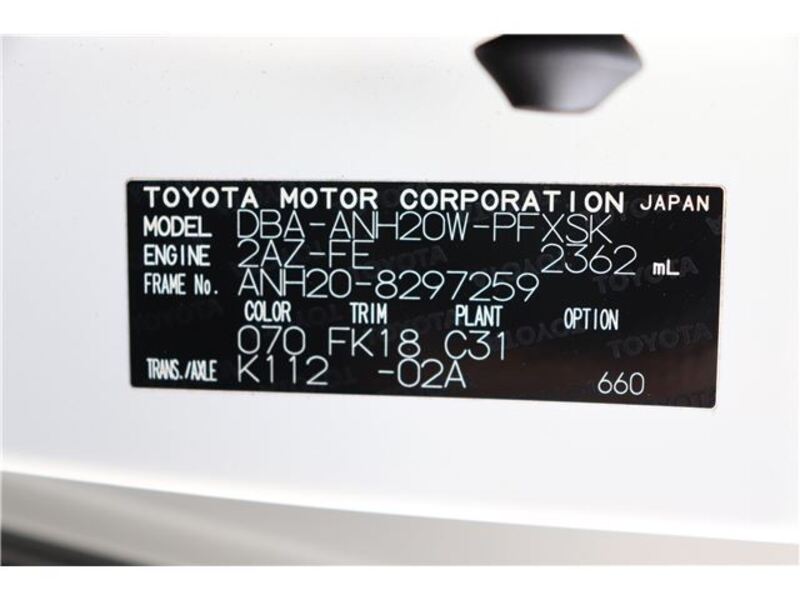 TOYOTA MOTOR CORPORATION JAPAN
MODEL DBA-ANH20W-PFXSK
ENGINE 2AZ-FE 2362 mL
FRAME No. ANH20-8297259
COLOR TRIM PLANT OPTION
070 FK18 C31
TRANS./AXLE K112 -02A 660